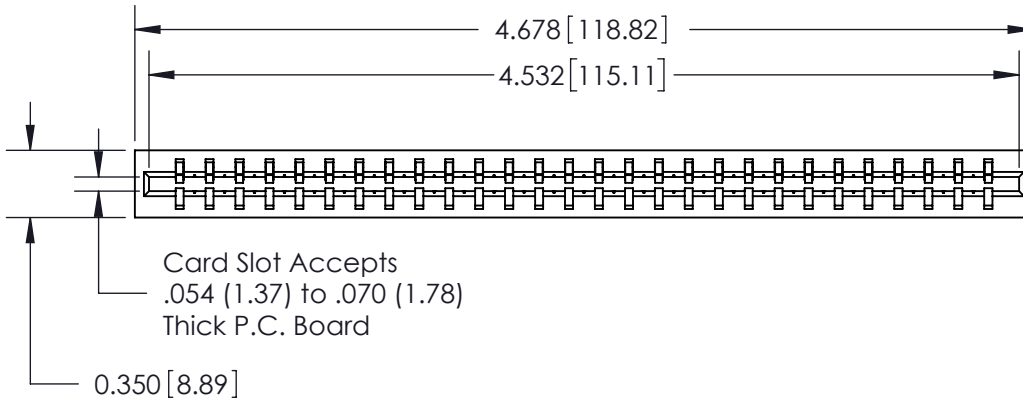 4.678[118.82]
4.532[115.11]
Card Slot Accepts
.054 (1.37) to .070 (1.78)
Thick P.C. Board
0.350[8.89]